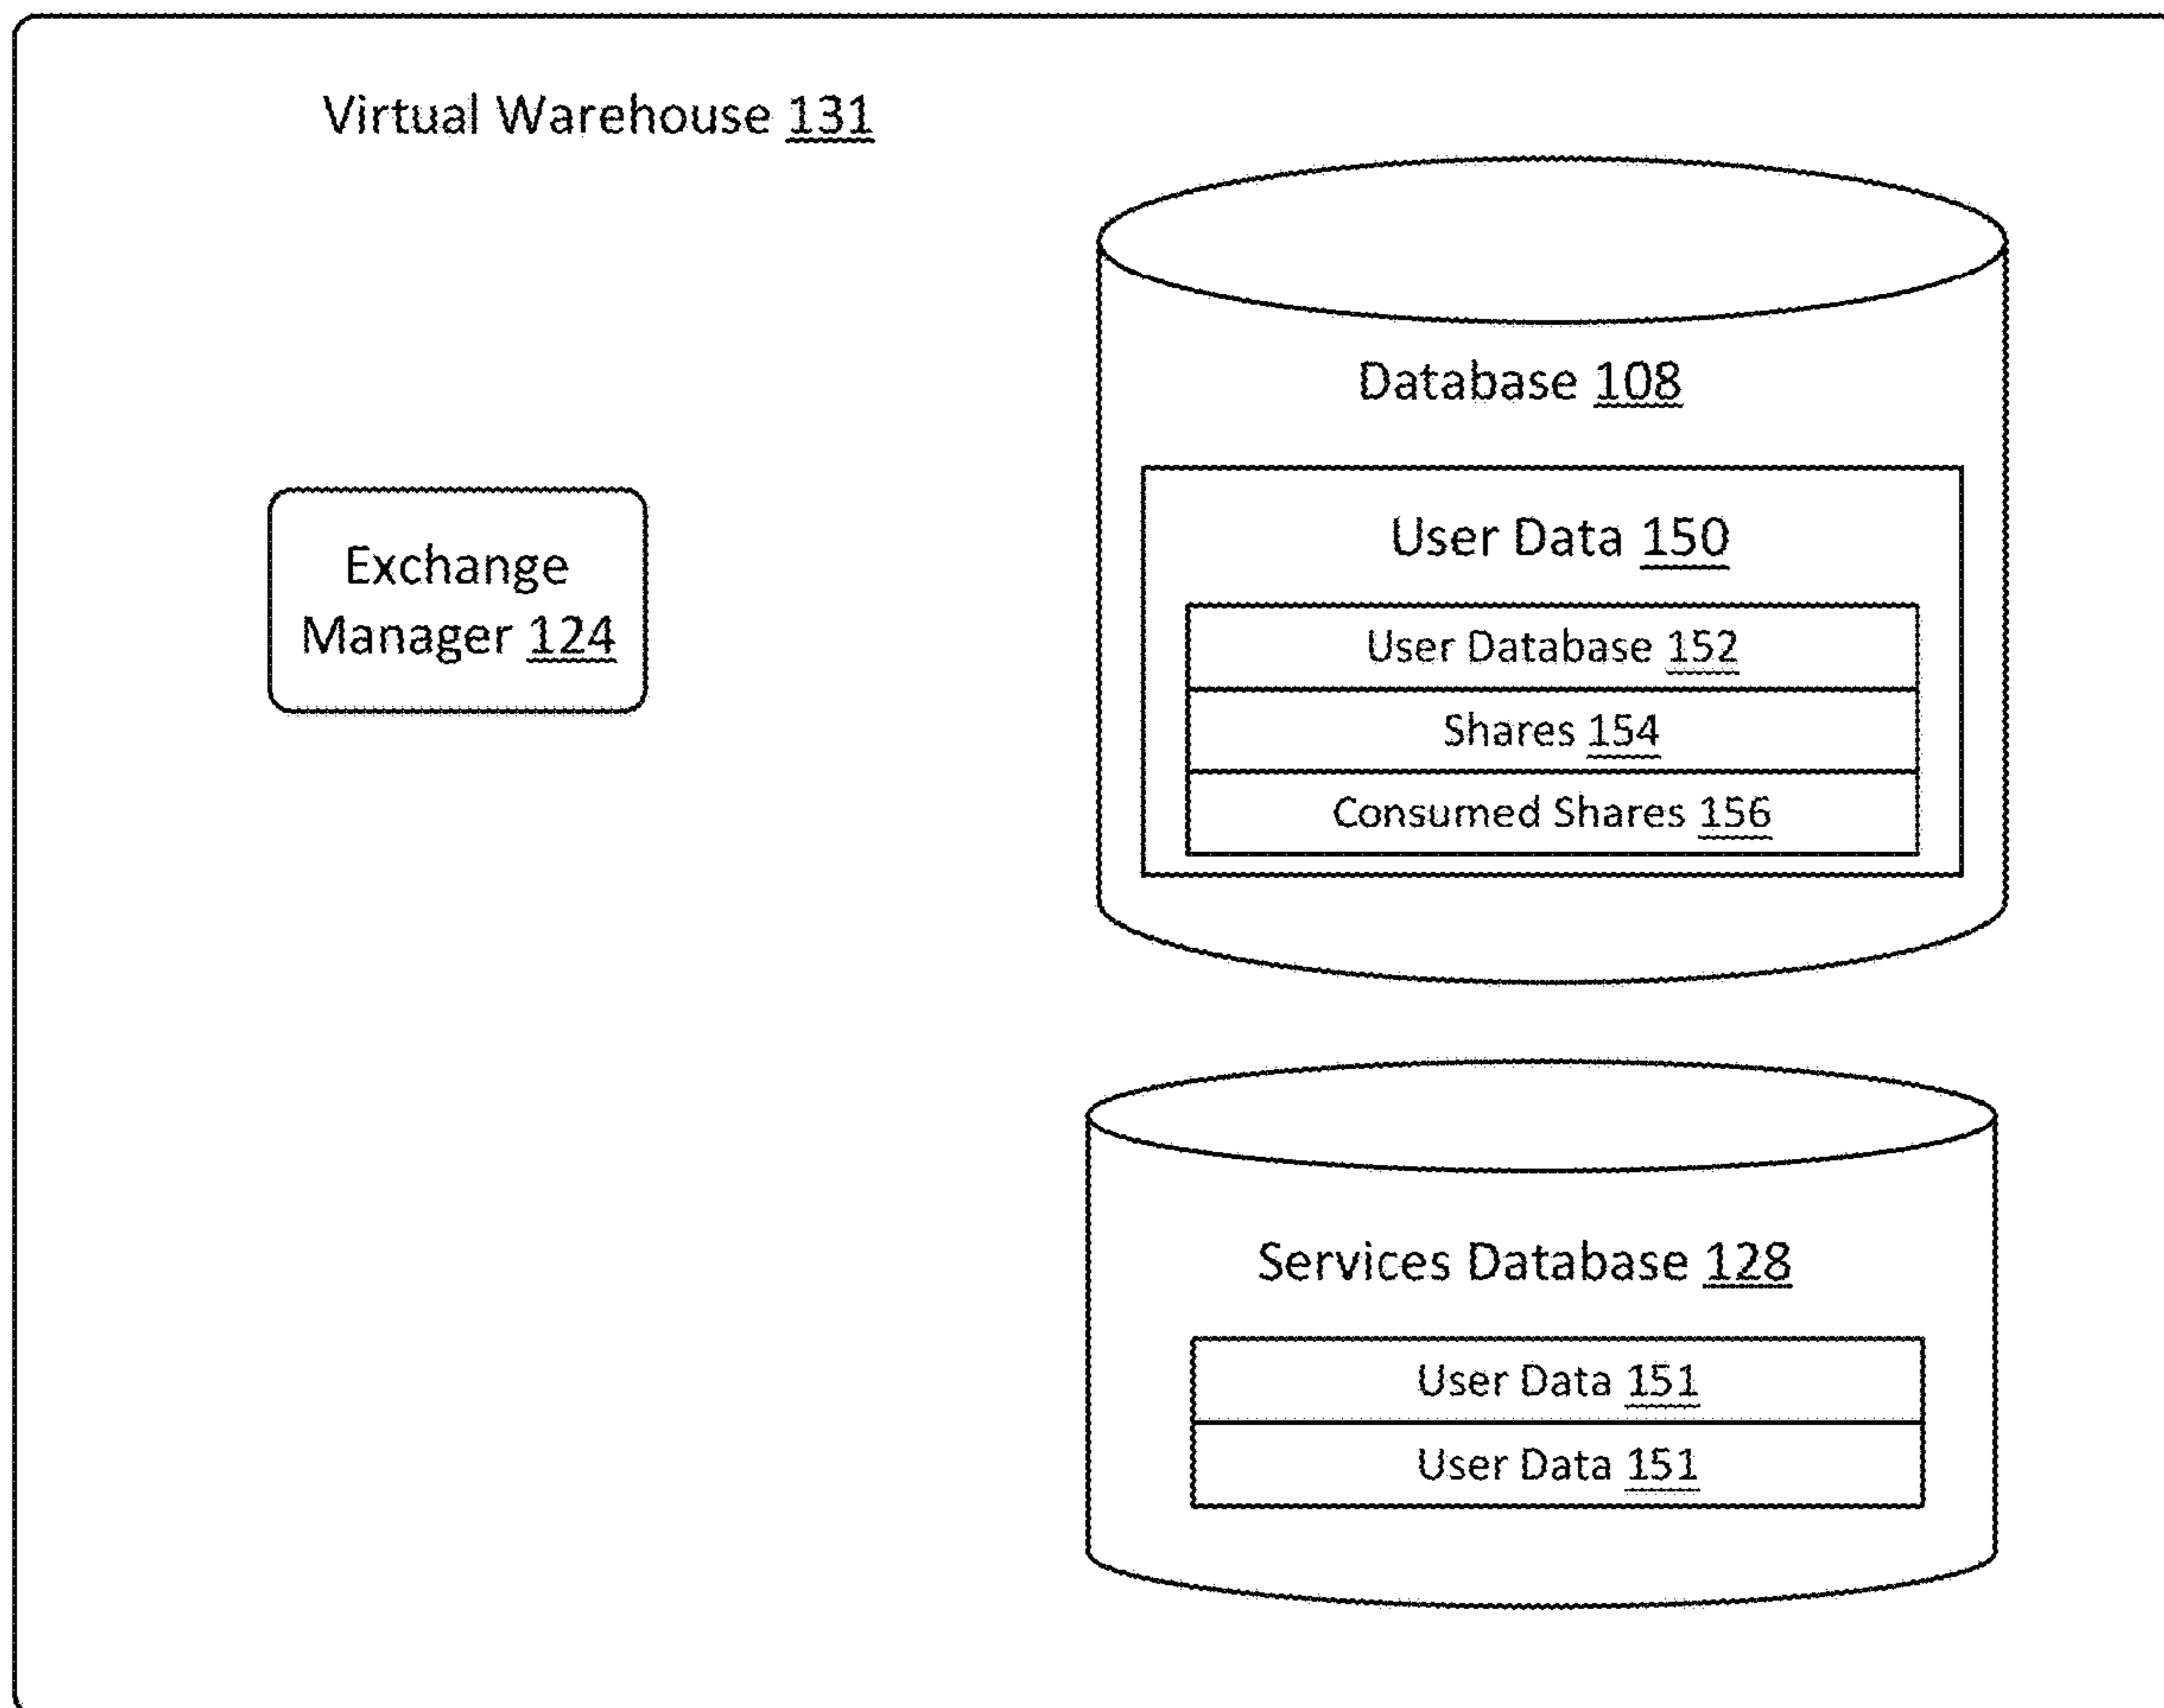 Virtual Warehouse 131
Database 108
User Data 150
Exchange
Manager 124
User Database 152
Shares 154
Consumed Shares 156
Services Database 128
User Data 151
User Data 151